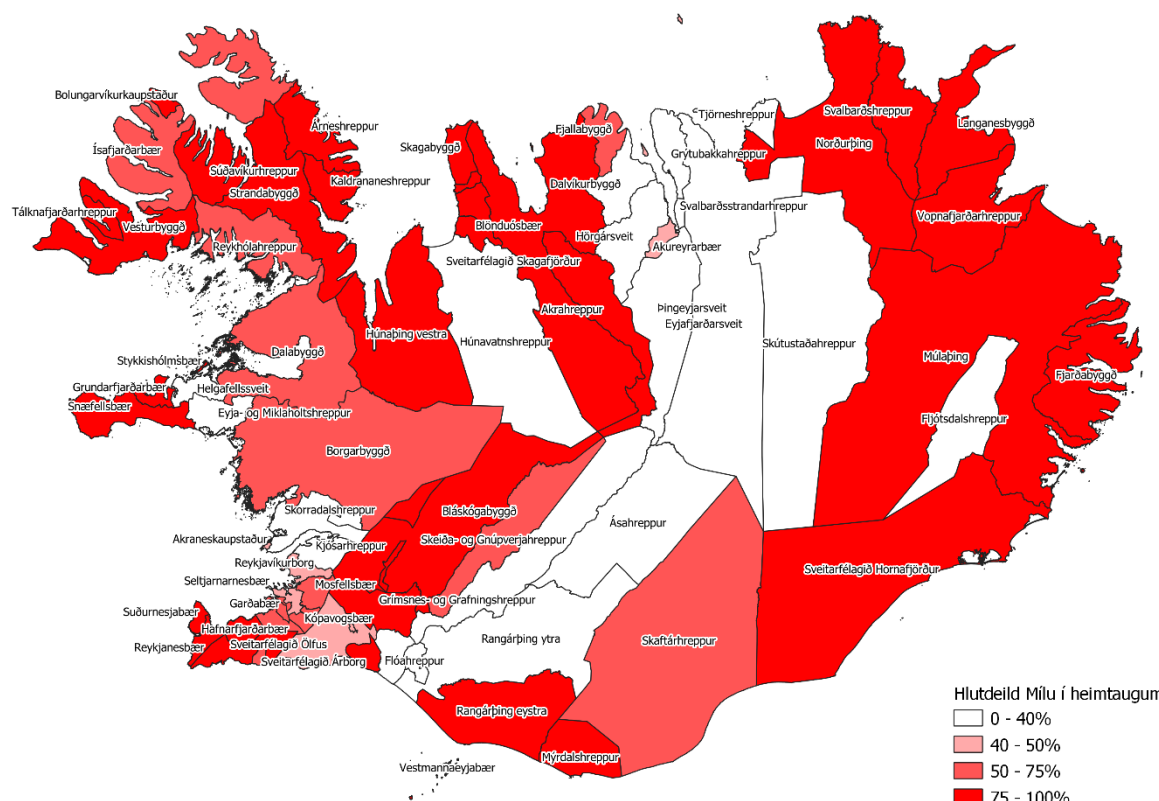 Bolungarvíkurkaupstaður
Ísafjarðarbær
Árneshreppur
Súðavíkurhreppur
Strandabyggð
Kaldrananeshreppur
Tálknafjarðarhreppur
Vesturbyggð
Reykhólahreppur
Skagabyggð
Fjallabyggð
Dalvíkurbyggð
Blönduósbær
Hörgársveit
Akureyrarbær
Sveitarfélagið Skagafjörður
Akrahreppur
Tjörneshreppur
Grýtubakkahreppur
Svalbarðsstrandarhreppur
Svalbarðshreppur
Norðurþing
Langanesbyggð
Vopnafjarðarhreppur
Þingeyjarsveit
Eyjafjarðarsveit
Húnaþing vestra
Húnavatnshreppur
Skútustaðahreppur
Múlaþing
Fjarðabyggð
Fljótsdalshreppur
Stykkishólmsbær
Dalabyggð
Grundarfjarðarbær
Helgafellssveit
Snæfellsbær
Eyja- og Miklaholtshreppur
Borgarbyggð
Skorradalshreppur
Bláskógabyggð
Ásahreppur
Akraneskaupstaður
Kjósarhreppur
Skeiða- og Gnúpverjahreppur
Reykjavíkurborg
Seltjarnarnesbær
Mosfellsbær
Sveitarfélagið Hornafjörður
Garðabær
Grímsnes- og Grafningshreppur
Suðurnesjabær
Kópavogsbær
Hafnarfjarðarbær
Reykjanesbær
Sveitarfélagið Ölfus
Sveitarfélagið Árborg
Flóahreppur
Rangárþing ytra
Skaftárhreppur
Rangárþing eystra
Mýrdalshreppur
Vestmannaeyjabær
Hlutdeild Mílu í heimtaugum
0 - 40%
40 - 50%
50 - 75%
75 - 100%